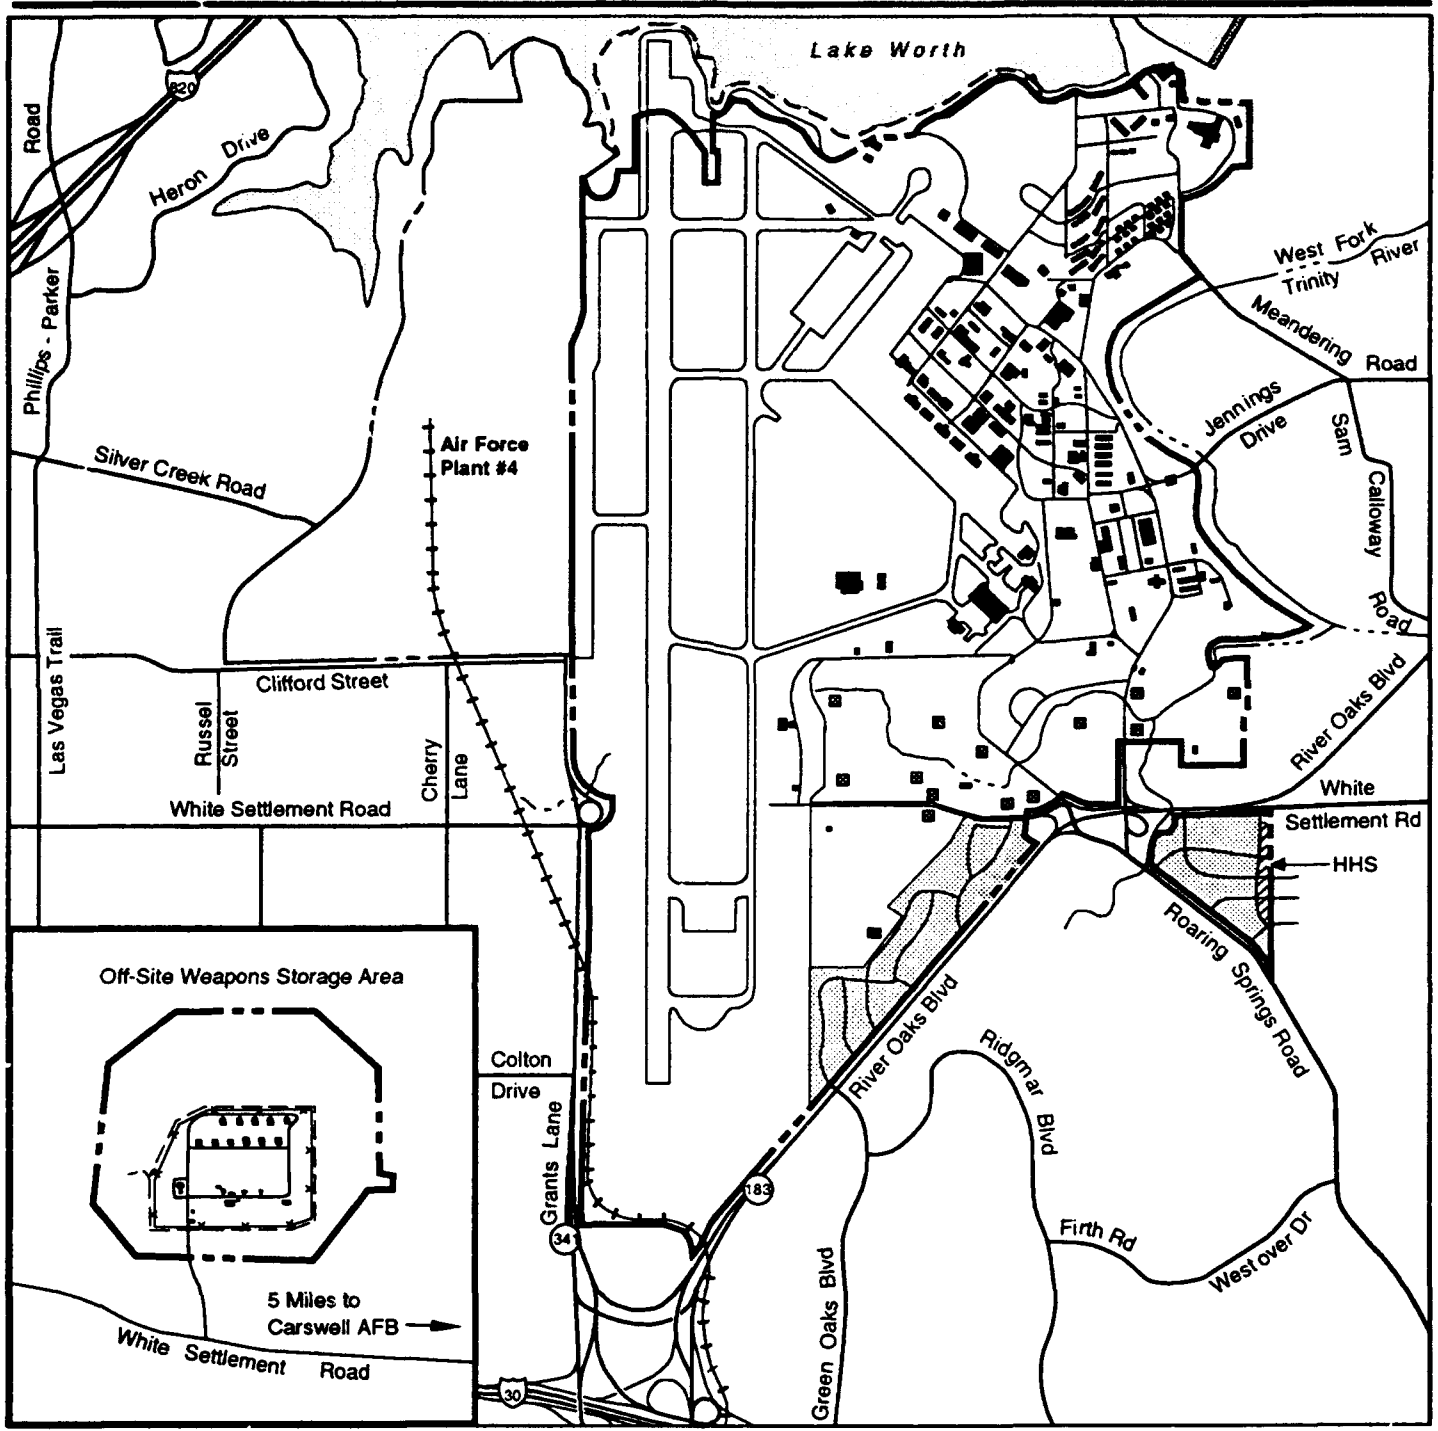 Lake Worth
820
Road
Heron Drive
Phillips - Parker
West Fork
Trinity River
Meandering
Road
Jennings
Drive
Sam
Calloway
Road
Air Force
Plant #4
Silver Creek Road
Las Vegas Trail
Clifford Street
Russel
Street
Cherry
Lane
White Settlement Road
River Oaks Blvd
White
Settlement Rd
HHS
Roaring Springs Road
Off-Site Weapons Storage Area
5 Miles to
Carswell AFB
White Settlement Road
Colton
Drive
Grants Lane
34
183
30
River Oaks Blvd
Ridgmar Blvd
Green Oaks Blvd
Firth Rd
Westover Dr